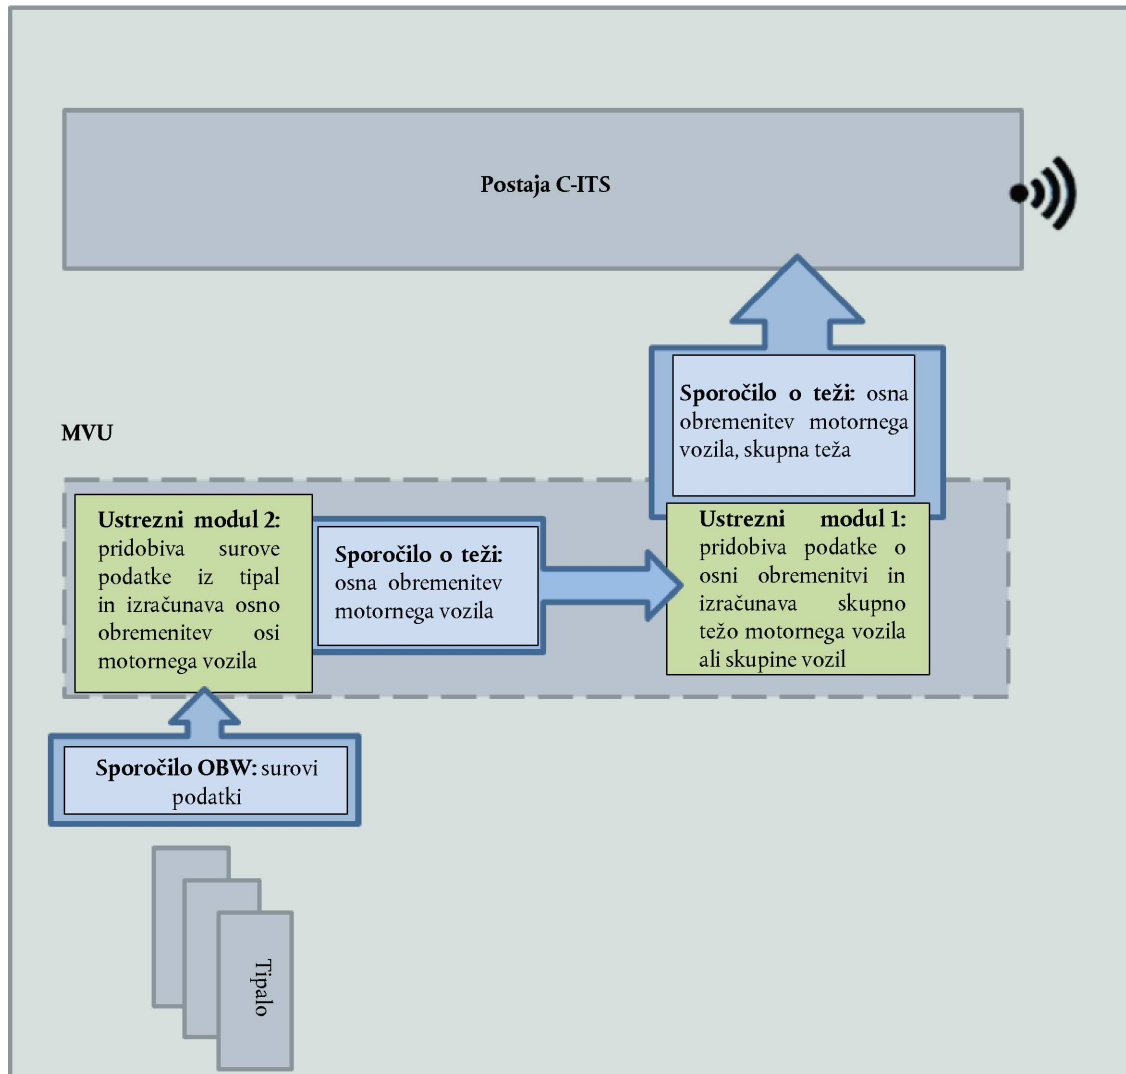 Postaja C-ITS
Sporočilo o teži: osna
obremenitev motornega
vozila, skupna teža
MVU
Ustrezni modul 2:
pridobiva surove
podatke iz tipal
in izračunava osno
obremenitev osi
motornega vozila
Sporočilo o teži:
osna obremenitev
motornega vozila
Ustrezni modul 1:
pridobiva podatke o
osni obremenitvi in
izračunava skupno
težo motornega vozila
ali skupine vozil
Sporočilo OBW: surovi
podatki
Tipalo